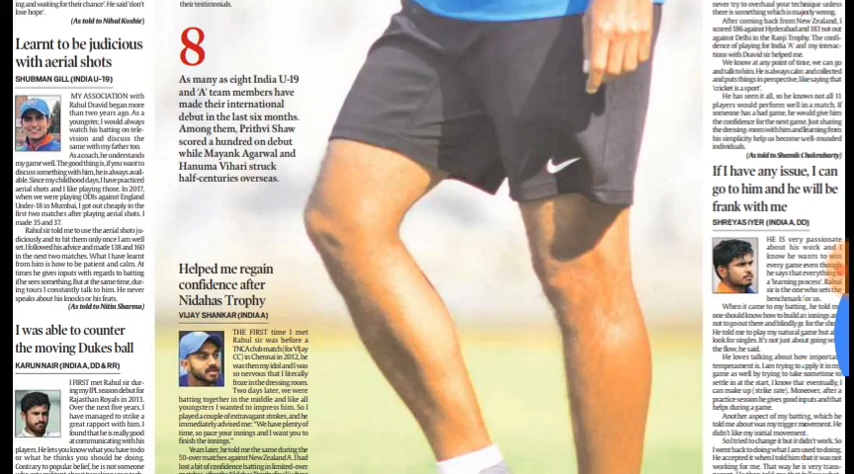 ing and waiting for their chance'. He said 'don't
lose hope'.
(As told to Nihal Koshie)
Learnt to be judicious
with aerial shots
SHUBMAN GILL (INDIA U-19)
MY ASSOCIATION with
Rahul Dravid began more
than two years ago. As a
youngster, I would always
watch his batting on tele-
vision and discuss the
same with my father too.
As a coach, he understands
my game well. The good thing is, if you want to
discuss something with him, he is always avail-
able. Since my childhood days, I have practiced
aerial shots and I like playing those. In 2017,
when we were playing ODIs against England
Under-18 in Mumbai, I got out cheaply in the
first two matches after playing aerial shots. I
made 35 and 37.
Rahul sir told me to use the aerial shots ju-
diciously and to hit them only once I am well
set. I followed his advice and made 138 and 160
in the next two matches. What I have learnt
from him is how to be patient and calm. At
times he gives inputs with regards to batting
if he sees something. But at the same time, dur-
ing tours I constantly talk to him. He never
speaks about his knocks or his feats.
(As told to Nitin Sharma)
I was able to counter
the moving Dukes ball
KARUN NAIR (INDIA A, DD & RR)
I FIRST met Rahul sir dur-
ing my IPL season debut for
Rajasthan Royals in 2013.
Over the next five years, I
have managed to strike a
great rapport with him. I
found that he is really good
at communicating with his
players. He lets you know what you have to do
or what he thinks you should be doing.
Contrary to popular belief, he is not someone
their testimonials.
8
As many as eight India U-19
and 'A' team members have
made their international
debut in the last six months.
Among them, Prithvi Shaw
scored a hundred on debut
while Mayank Agarwal and
Hanuma Vihari struck
half-centuries overseas.
Helped me regain
confidence after
Nidahas Trophy
VIJAY SHANKAR (INDIA A)
THE FIRST time I met
Rahul sir was before a
TNCA club match (for Vijay
CC) in Chennai in 2012, he
was then my idol and I was
so nervous that I literally
froze in the dressing room.
Two days later, we were
batting together in the middle and like all
youngsters I wanted to impress him. So I
played a couple of extravagant strokes, and he
immediately advised me: "We have plenty of
time, so pace your innings and I want you to
finish the innings."
Years later, he told me the same during the
50-over matches against New Zealand A. I had
lost a bit of confidence batting in limited-over
never try to overhaul your technique unless
there is something which is majorly wrong.
After coming back from New Zealand, I
scored 186 against Hyderabad and 183 not out
against Delhi in the Ranji Trophy. The confi-
dence of playing for India 'A' and my interac-
tions with Dravid sir helped me.
We know at any point of time, we can go
and talk to him. He is always calm and collected
and puts things in perspective, like saying that
'cricket is a sport'.
He has seen it all, so he knows not all 11
players would perform well in a match. If
someone has a bad game, he would give him
the confidence for the next game. Just sharing
the dressing-room with him and learning from
his simplicity help us become well-rounded
individuals.
(As told to Shamik Chakrabarty)
If I have any issue, I can
go to him and he will be
frank with me
SHREYAS IYER (INDIA A, DD)
HE IS very passionate
about his work and I
know he wants to win
every game even though
he says that everything is
a 'learning process'. Rahul
sir is the one who sets the
benchmark for us.
When it came to my batting, he told me
one should know how to build an innings and
not to go out there and blindly go for the shots.
He told me to play my natural game but also
look for singles. It's not just about going with
the flow, he said.
He loves talking about how important
temperament is. I am trying to apply it in my
game as well by trying to take sometime to
settle in at the start, I know that eventually, I
can make up (strike rate). Moreover, after a
practice session he gives good inputs and that
helps during a game.
Another aspect of my batting, which he
told me about was my trigger movement. He
didn't like my initial movement.
So I tried to change it but it didn't work. So
I went back to what I am used to doing.
He accepted it when I told him that it was not
working for me. That way he is very trans-